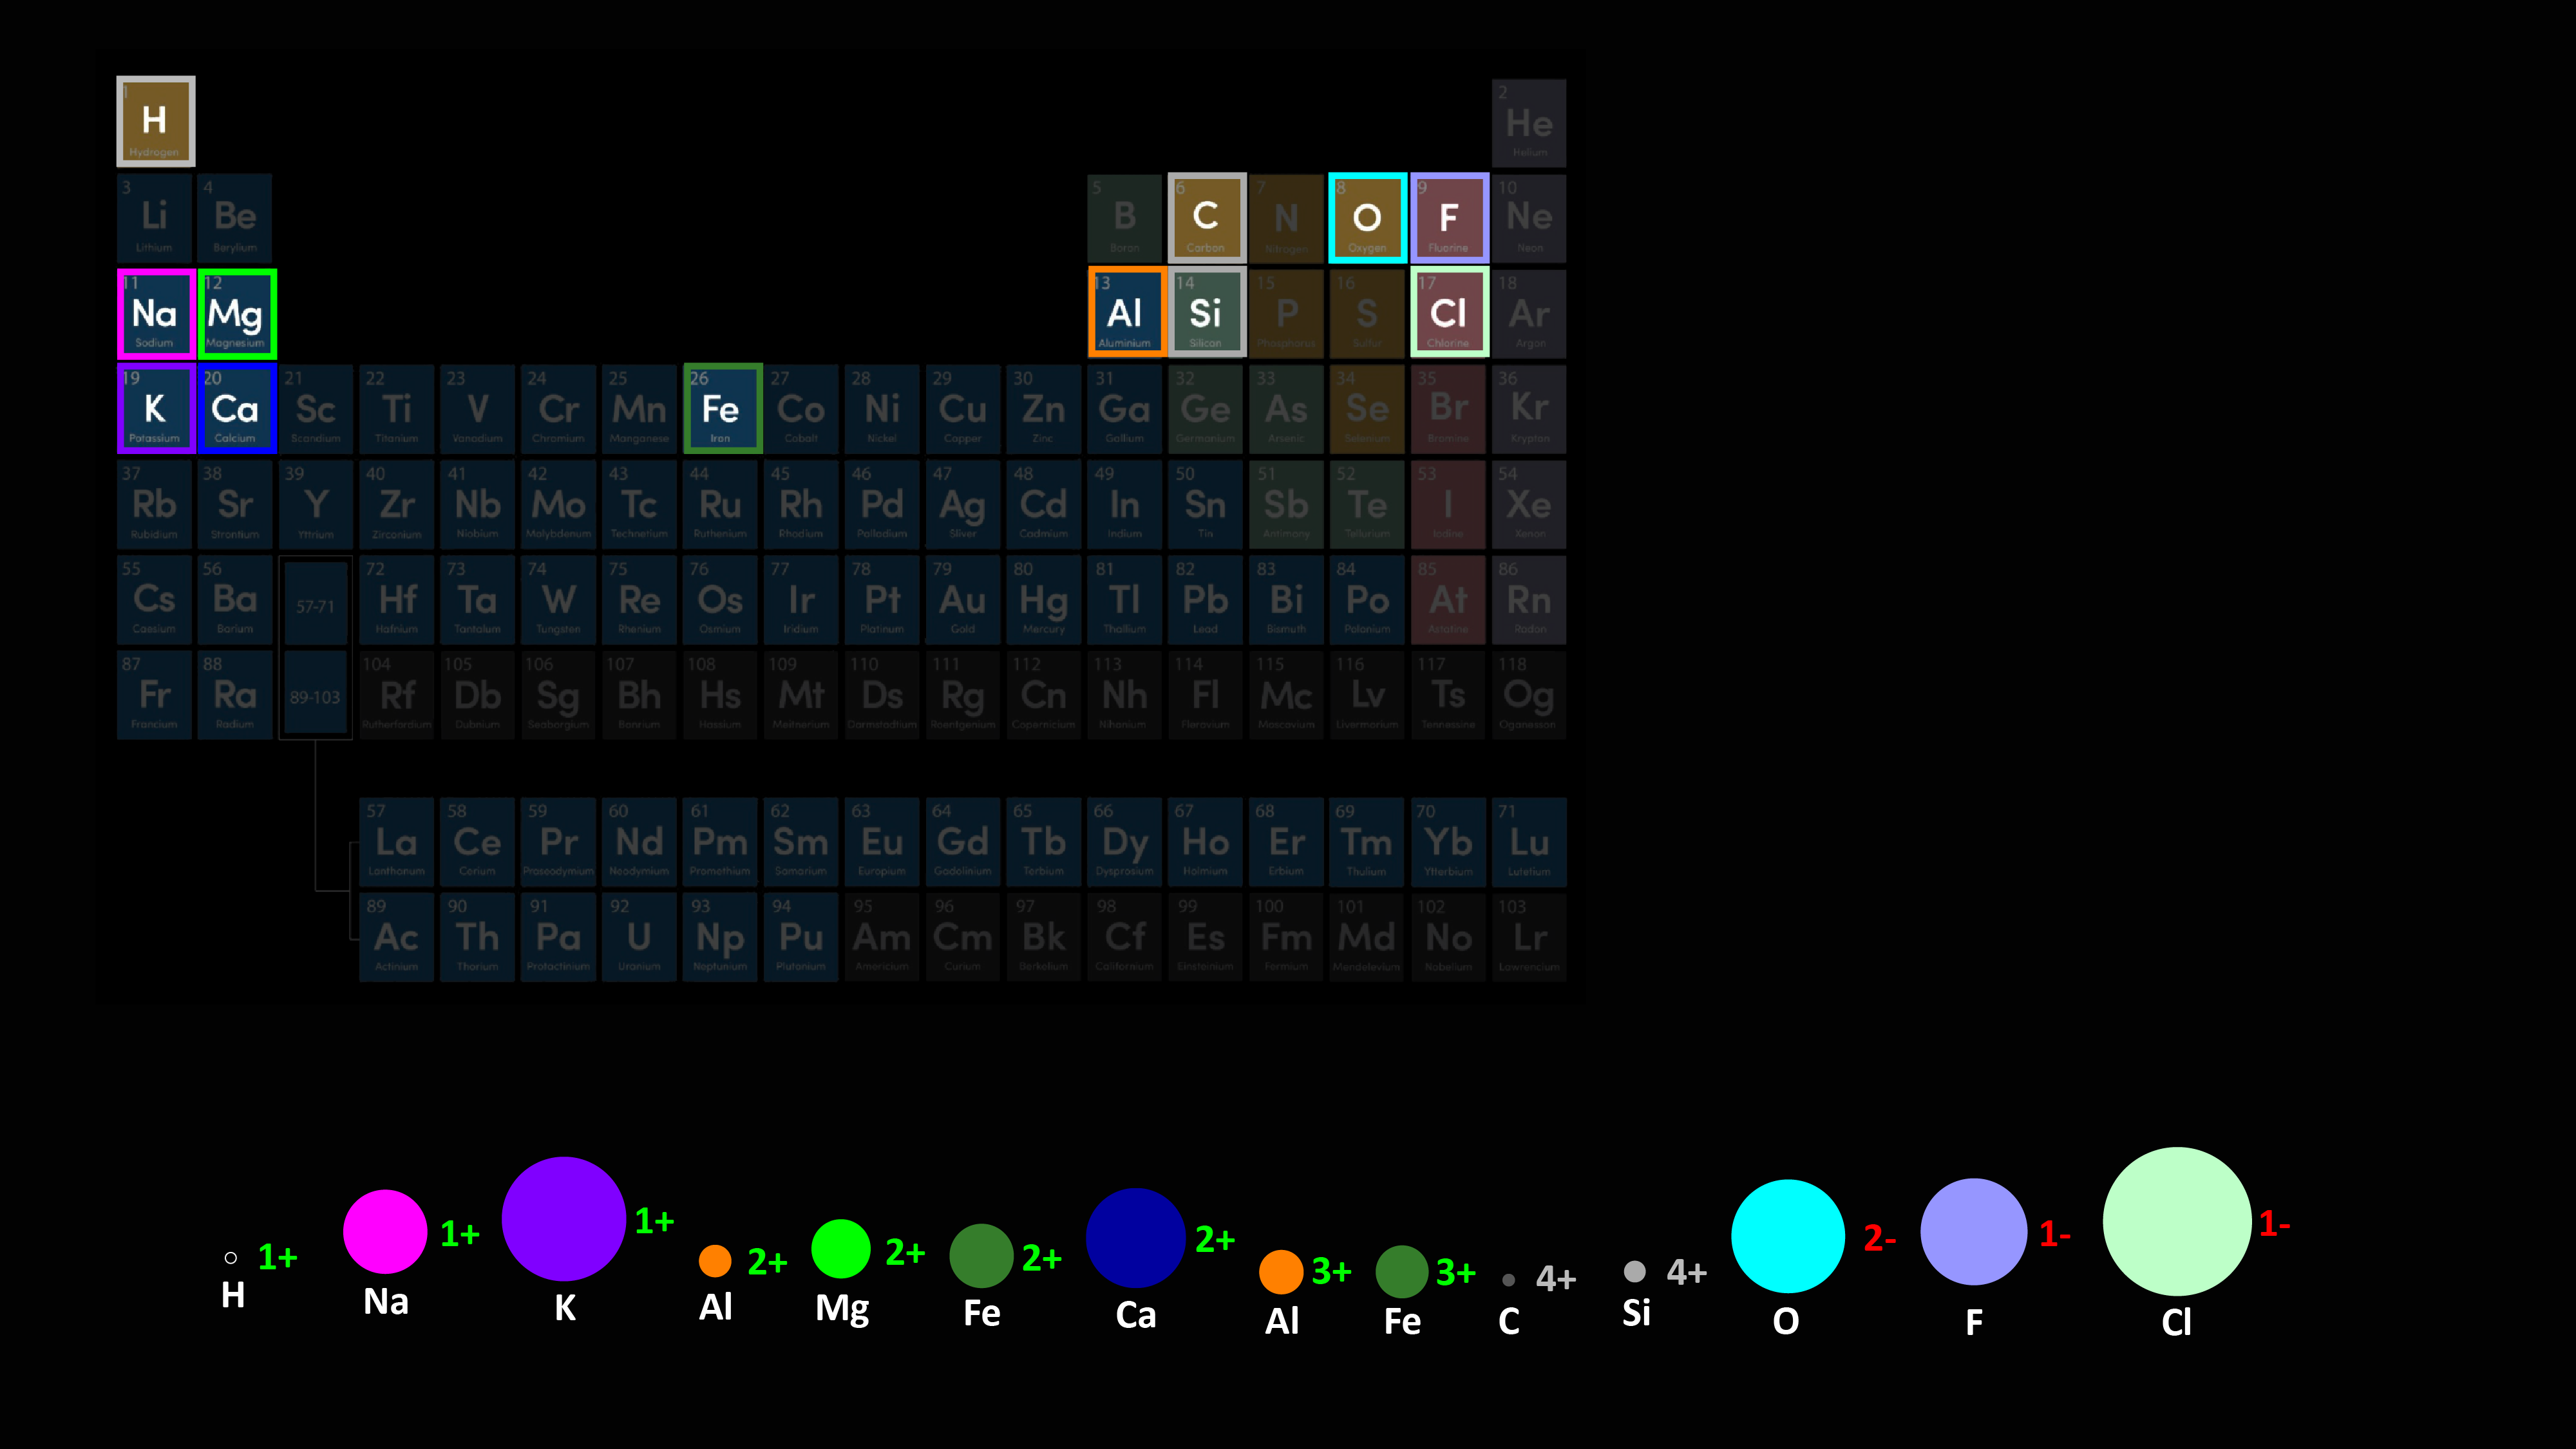 1 2
H He
Hydrogen Helium
3 4 5 6 7 8 9 10
Li Be B C N O F Ne
Lithium Berylium Boron Carbon Nitrogen Oxygen Fluorine Neon
11 12 13 14 15 16 17 18
Na Mg Al Si P S Cl Ar
Sodium Magnesium Aluminium Silicon Phosphorus Sulfur Chlorine Argon
19 20 21 22 23 24 25 26 27 28 29 30 31 32 33 34 35 36
K Ca Sc Ti V Cr Mn Fe Co Ni Cu Zn Ga Ge As Se Br Kr
Potassium Calcium Scandium Titanium Vanadium Chromium Manganese Iron Cobalt Nickel Copper Zinc Gallium Germanium Arsenic Selenium Bromine Krypton
37 38 39 40 41 42 43 44 45 46 47 48 49 50 51 52 53 54
Rb Sr Y Zr Nb Mo Tc Ru Rh Pd Ag Cd In Sn Sb Te I Xe
Rubidium Strontium Yttrium Zirconium Niobium Molybdenum Technetium Ruthenium Rhodium Palladium Silver Cadmium Indium Tin Antimony Tellurium Iodine Xenon
55 56 57-71 72 73 74 75 76 77 78 79 80 81 82 83 84 85 86
Cs Ba Hf Ta W Re Os Ir Pt Au Hg Tl Pb Bi Po At Rn
Caesium Barium Hafnium Tantalum Tungsten Rhenium Osmium Iridium Platinum Gold Mercury Thallium Lead Bismuth Polonium Astatine Radon
87 88 89-103 104 105 106 107 108 109 110 111 112 113 114 115 116 117 118
Fr Ra Rf Db Sg Bh Hs Mt Ds Rg Cn Nh Fl Mc Lv Ts Og
Francium Radium Rutherfordium Dubnium Seaborgium Hassium Meitnerium Darmstadtium Roentgenium Copernicium Nihonium Flerovium Moscovium Livermorium Tennessine Oganesson
57 58 59 60 61 62 63 64 65 66 67 68 69 70 71
La Ce Pr Nd Pm Sm Eu Gd Tb Dy Ho Er Tm Yb Lu
Lanthanum Cerium Neodymium Promethium Samarium Europium Gadolinium Terbium Dysprosium Holmium Erbium Thulium Ytterbium Lutetium
89 90 91 92 93 94 95 96 97 98 99 100 101 102 103
Ac Th Pa U Np Pu Am Cm Bk Cf Es Fm Md No Lr
Actinium Thorium Protactinium Uranium Neptunium Plutonium Americium Curium Berkelium Californium Einsteinium Fermium Mendelevium Nobelium Lawrencium
1+ 1+ 1+ 2+ 2+ 2+ 2+ 3+ 3+ 4+ 4+ 2- 1- 1-
H Na K Al Mg Fe Ca Al Fe C Si O F Cl